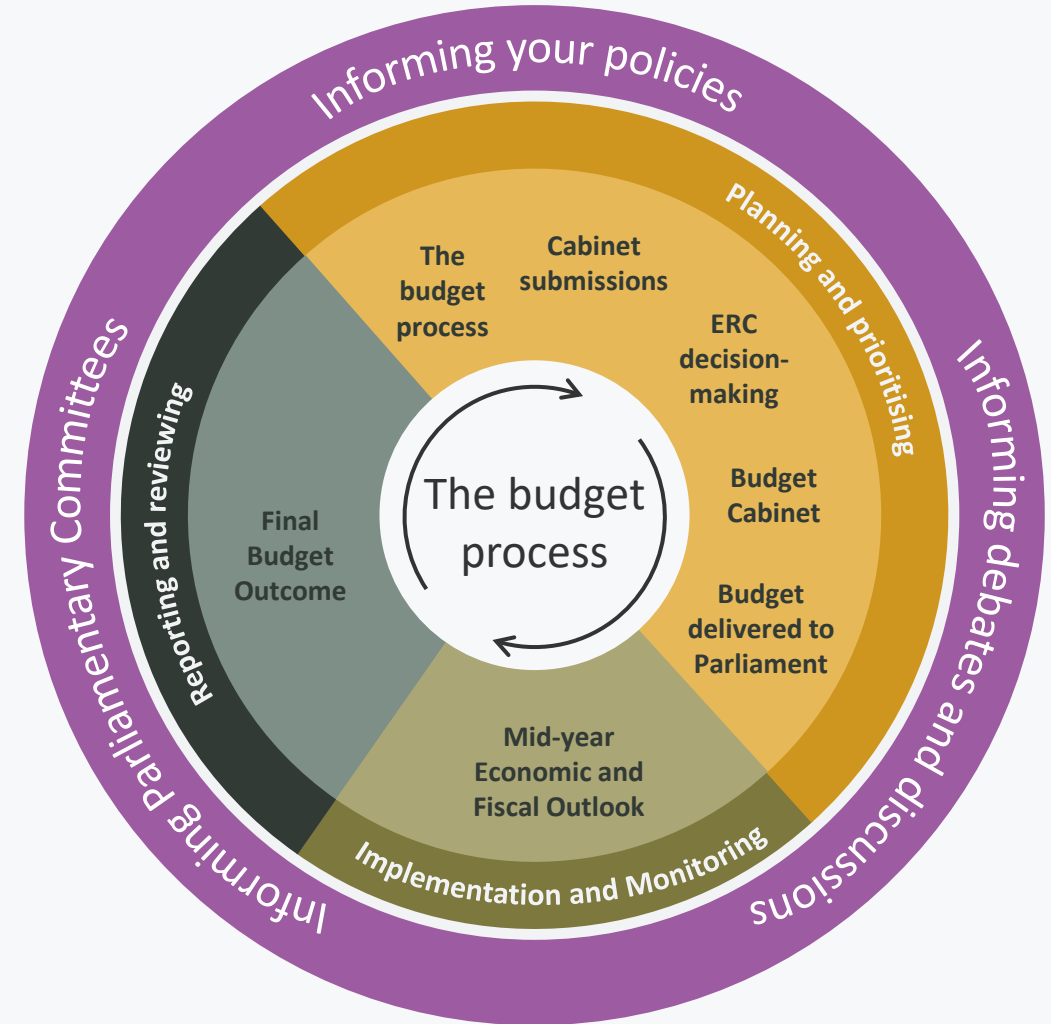 Informing your policies
Planning and prioritising
The
budget
process
Cabinet
submissions
ERC
decision-
making
Budget
Cabinet
Budget
delivered to
Parliament
Informing debates and discussions
Implementation and Monitoring
Mid-year
Economic and
Fiscal Outlook
Reporting and reviewing
Final
Budget
Outcome
Informing Parliamentary Committees
The budget
process